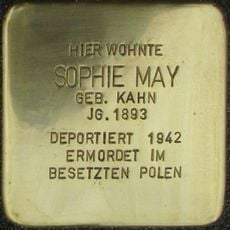 HIER WOHNTE
SOPHIE MAY
GEB. KAHN
JG. 1893
DEPORTIERT 1942
ERMORDET IM
BESETZTEN POLEN